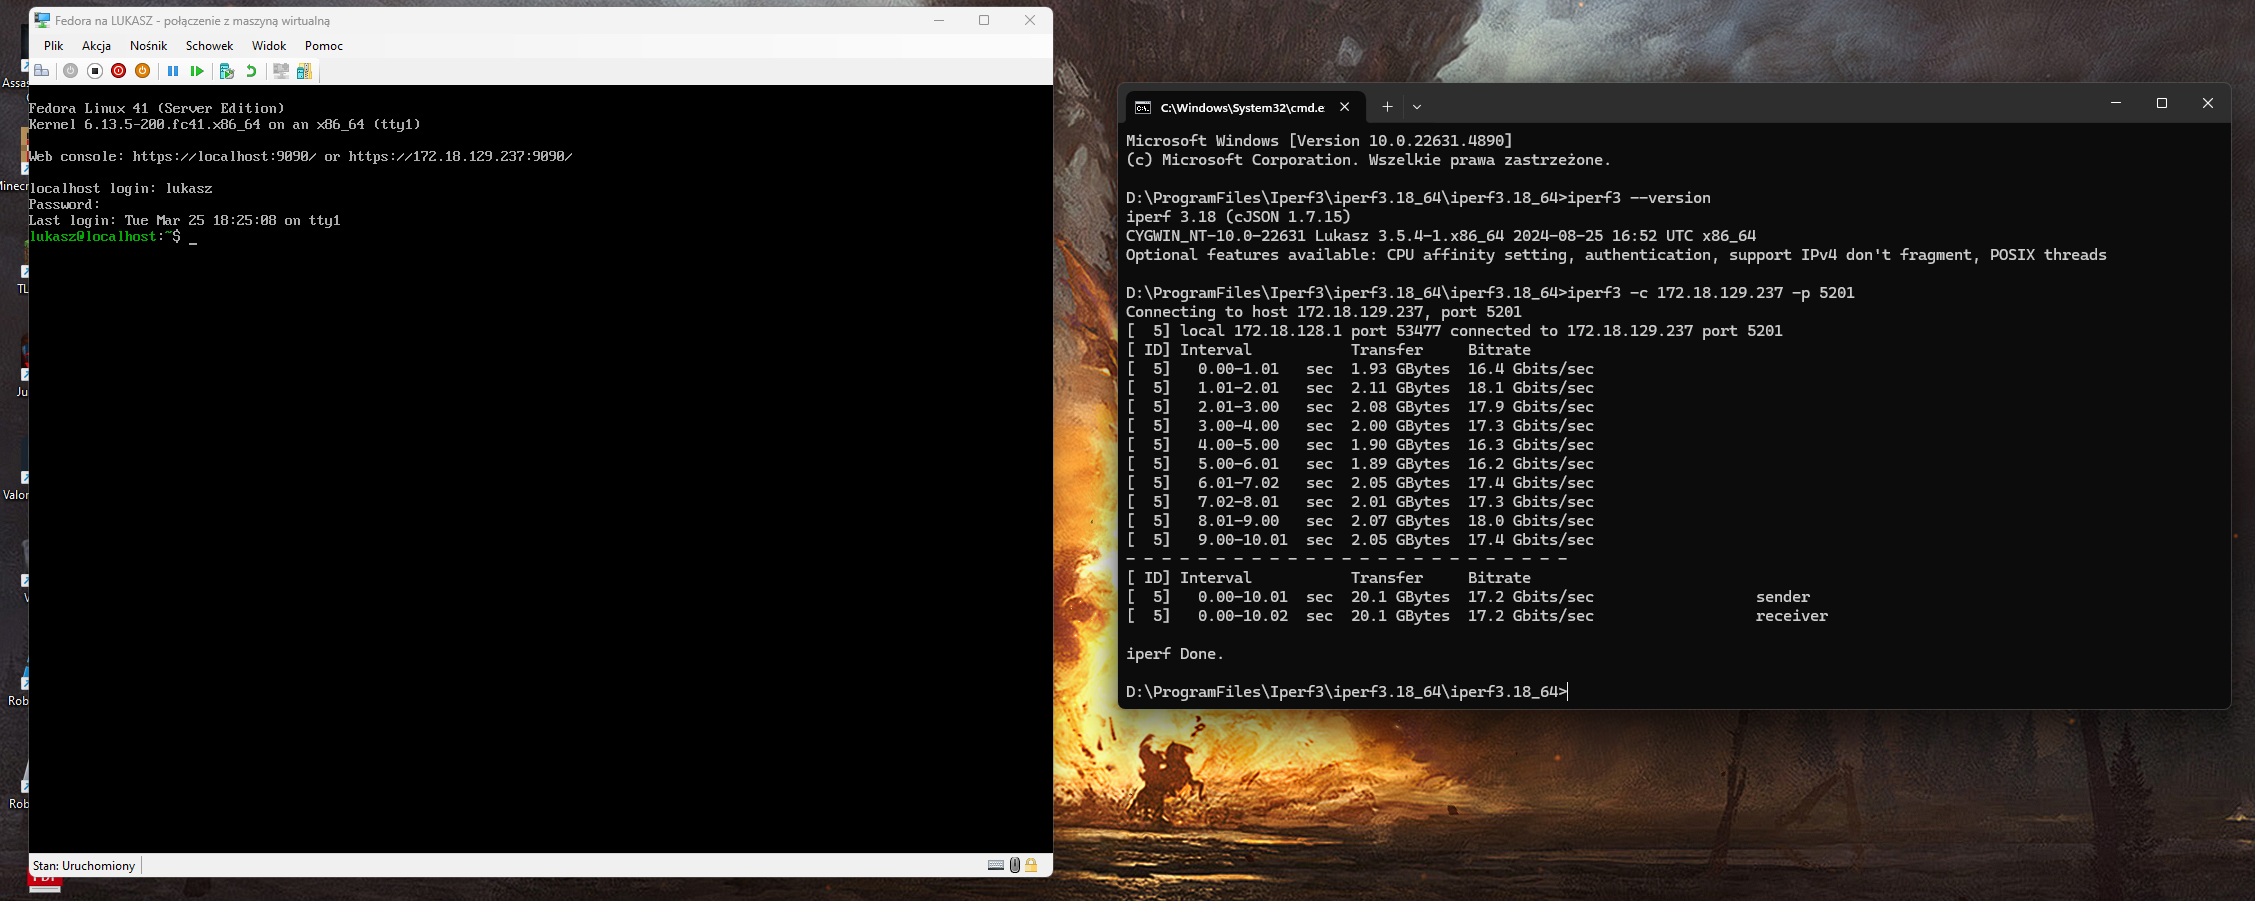 Fedora na LUKASZ - połączenie z maszyną wirtualną
Plik Akcja Nośnik Schowek Widok Pomoc
Fedora Linux 41 (Server Edition)
Kernel 6.13.5-200.fc41.x86_64 on an x86_64 (tty1)
Web console: https://localhost:9090/ or https://172.18.129.237:9090/
localhost login: lukasz
Password:
Last login: Tue Mar 25 18:25:08 on tty1
lukasz@localhost:~$ _
Stan: Uruchomiony
C:\Windows\System32\cmd.e
Microsoft Windows [Version 10.0.22631.4890]
(c) Microsoft Corporation. Wszelkie prawa zastrzeżone.
D:\ProgramFiles\Iperf3\iperf3.18_64\iperf3.18_64>iperf3 --version
iperf 3.18 (cJSON 1.7.15)
CYGWIN_NT-10.0-22631 Lukasz 3.5.4-1.x86_64 2024-08-25 16:52 UTC x86_64
Optional features available: CPU affinity setting, authentication, support IPv4 don't fragment, POSIX threads
D:\ProgramFiles\Iperf3\iperf3.18_64\iperf3.18_64>iperf3 -c 172.18.129.237 -p 5201
Connecting to host 172.18.129.237, port 5201
[  5] local 172.18.128.1 port 53477 connected to 172.18.129.237 port 5201
[ ID] Interval           Transfer     Bitrate
[  5]   0.00-1.01   sec  1.93 GBytes  16.4 Gbits/sec
[  5]   1.01-2.01   sec  2.11 GBytes  18.1 Gbits/sec
[  5]   2.01-3.00   sec  2.08 GBytes  17.9 Gbits/sec
[  5]   3.00-4.00   sec  2.00 GBytes  17.3 Gbits/sec
[  5]   4.00-5.00   sec  1.90 GBytes  16.3 Gbits/sec
[  5]   5.00-6.01   sec  1.89 GBytes  16.2 Gbits/sec
[  5]   6.01-7.02   sec  2.05 GBytes  17.4 Gbits/sec
[  5]   7.02-8.01   sec  2.01 GBytes  17.3 Gbits/sec
[  5]   8.01-9.00   sec  2.07 GBytes  18.0 Gbits/sec
[  5]   9.00-10.01  sec  2.05 GBytes  17.4 Gbits/sec
- - - - - - - - - - - - - - - - - - - - - - - - -
[ ID] Interval           Transfer     Bitrate
[  5]   0.00-10.01  sec  20.1 GBytes  17.2 Gbits/sec                  sender
[  5]   0.00-10.02  sec  20.1 GBytes  17.2 Gbits/sec                  receiver
iperf Done.
D:\ProgramFiles\Iperf3\iperf3.18_64\iperf3.18_64>